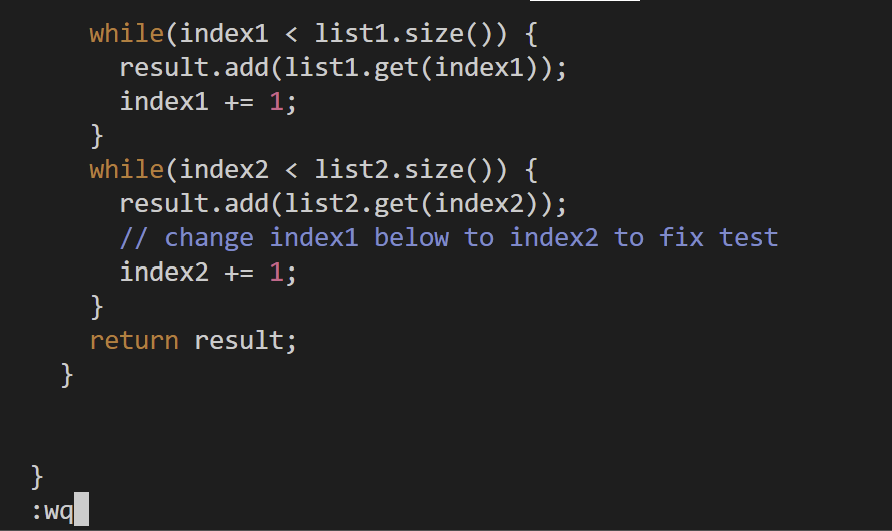 while(index1 < list1.size()) {
result.add(list1.get(index1));
index1 += 1;
}
while(index2 < list2.size()) {
result.add(list2.get(index2));
// change index1 below to index2 to fix test
index2 += 1;
}
return result;
}
}
:wq